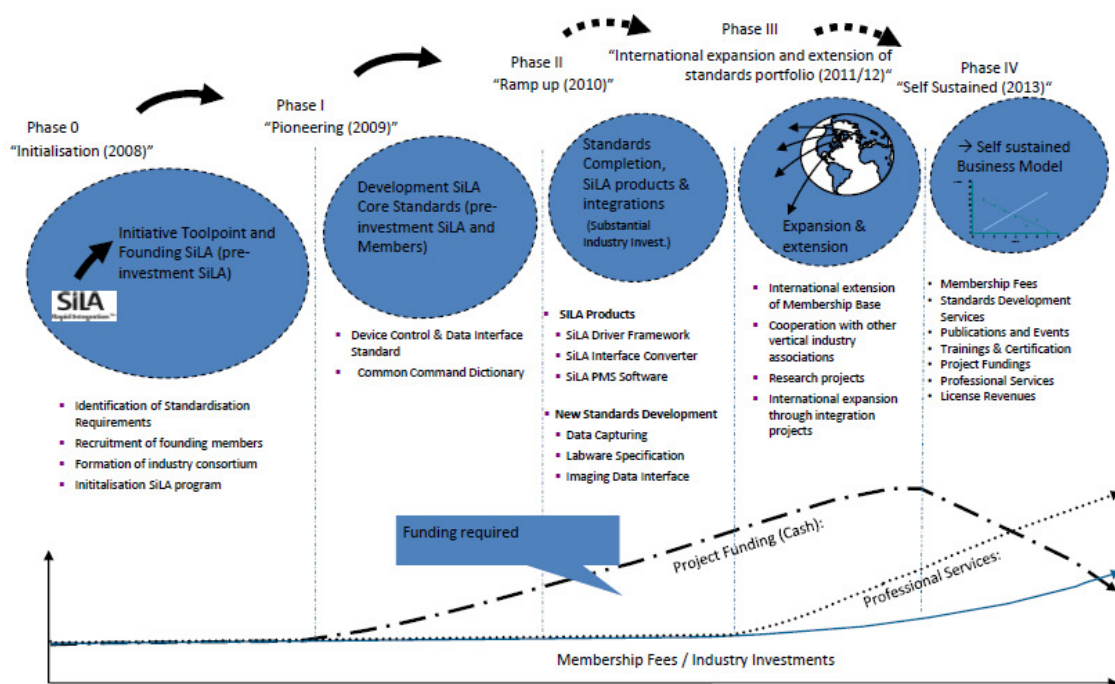 Phase 0
"Initialisation (2008)"
Phase I
"Pioneering (2009)"
Phase II
"Ramp up (2010)"
Phase III
"International expansion and extension of
standards portfolio (2011/12)"
Phase IV
"Self Sustained (2013)"
Initiative Toolpoint and
Founding SiLA (pre-
investment SiLA)
SiLA
Rapid Integration
Development SiLA
Core Standards (pre-
investment SiLA and
Members)
Standards
Completion,
SiLA products &
integrations
(Substantial
Industry Invest.)
Expansion &
extension
→ Self sustained
Business Model
▪ Identification of Standardisation
Requirements
▪ Recruitment of founding members
▪ Formation of industry consortium
▪ Inititalisation SiLA program
▪ Device Control & Data Interface
Standard
▪ Common Command Dictionary
▪ SILA Products
▪ SiLA Driver Framework
▪ SiLA Interface Converter
▪ SiLA PMS Software
▪ New Standards Development
▪ Data Capturing
▪ Labware Specification
▪ Imaging Data Interface
▪ International extension
of Membership Base
▪ Cooperation with other
vertical industry
associations
▪ Research projects
▪ International expansion
through integration
projects
• Membership Fees
• Standards Development
Services
• Publications and Events
• Trainings & Certification
• Project Fundings
• Professional Services
• License Revenues
Funding required
Project Funding (Cash):
Professional Services:
Membership Fees / Industry Investments